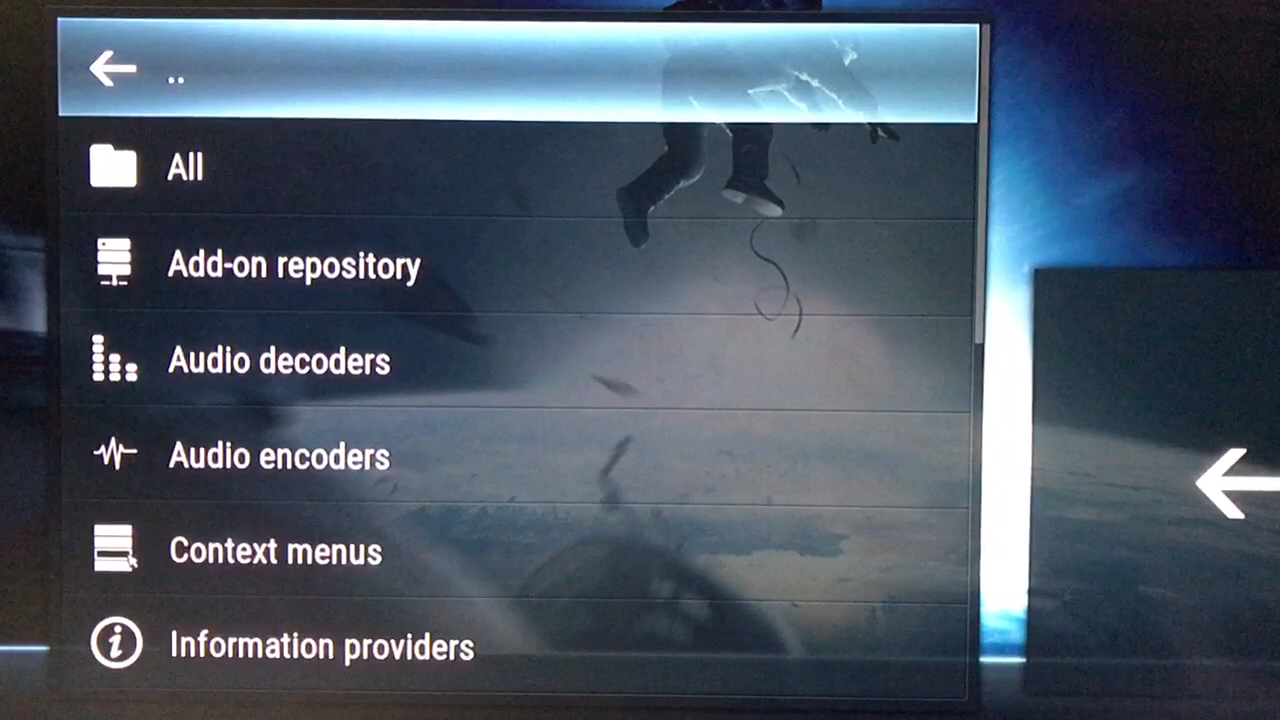 ..
All
Add-on repository
Audio decoders
Audio encoders
Context menus
Information providers